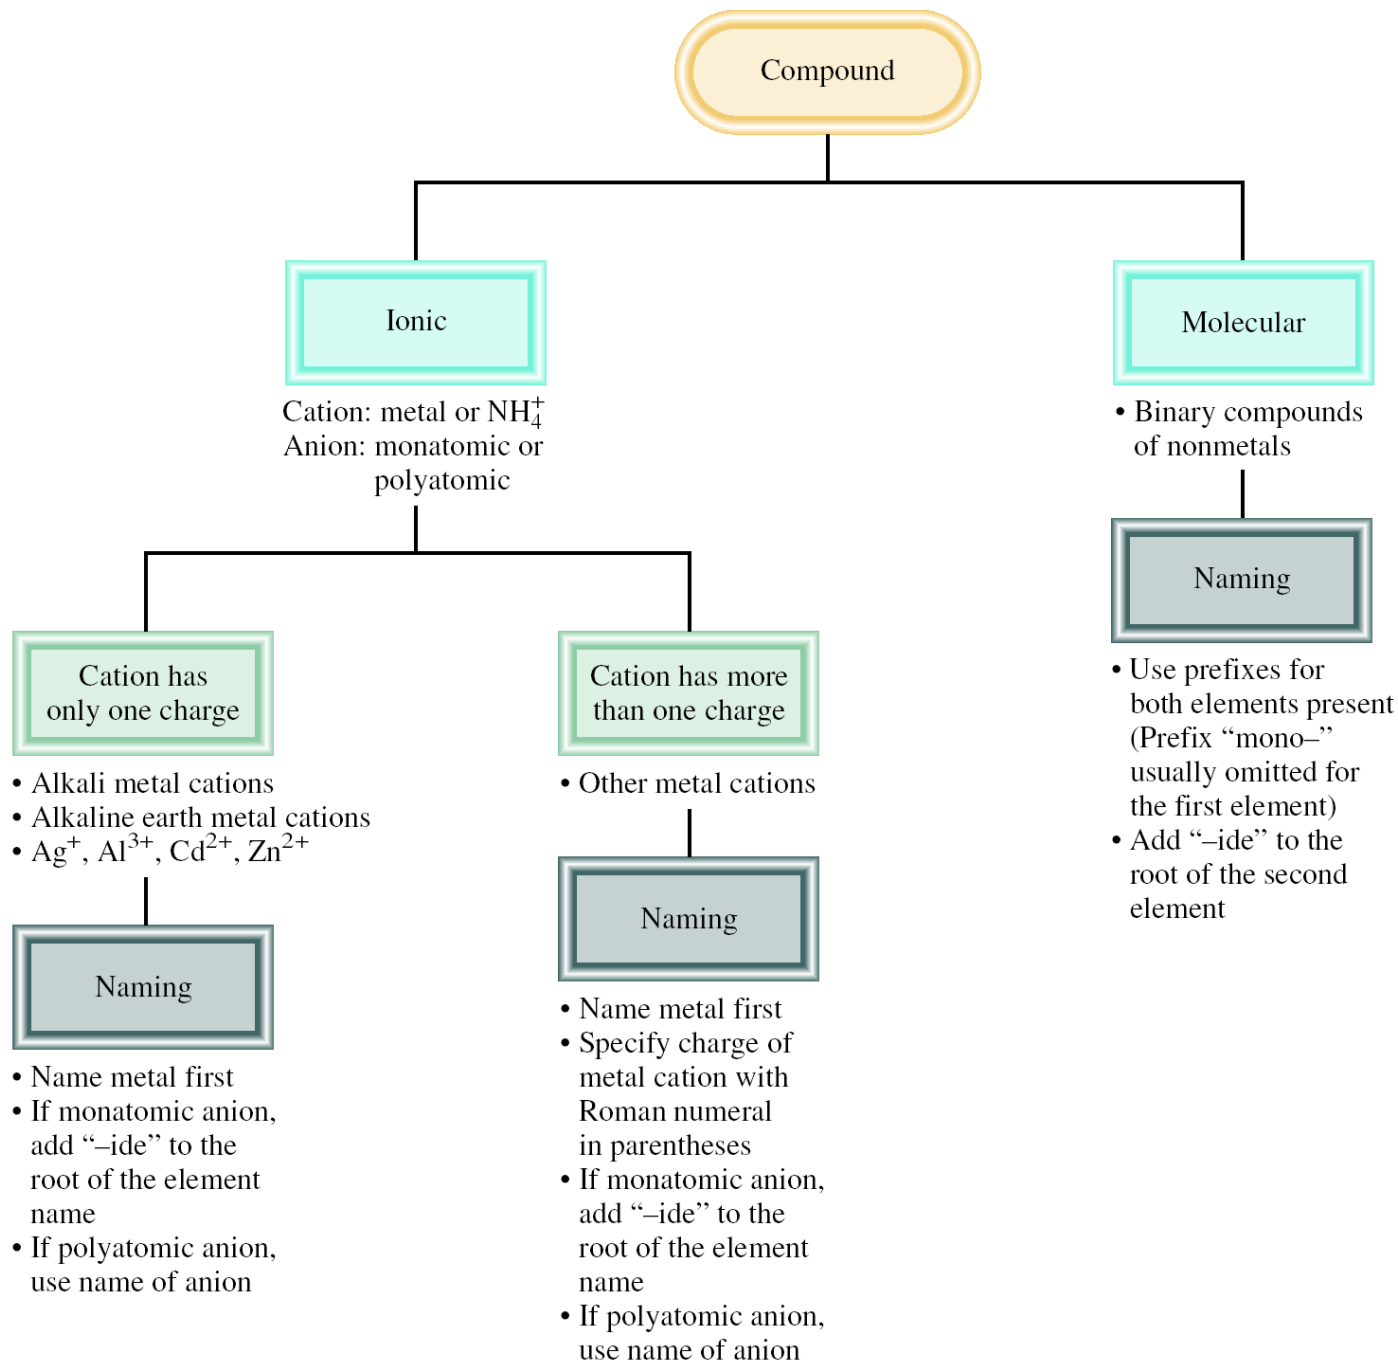 Compound
Ionic
Cation: metal or NH₄⁺
Anion: monatomic or
polyatomic
Cation has
only one charge
• Alkali metal cations
• Alkaline earth metal cations
• Ag⁺, Al³⁺, Cd²⁺, Zn²⁺
Naming
• Name metal first
• If monatomic anion,
add “–ide” to the
root of the element
name
• If polyatomic anion,
use name of anion
Cation has more
than one charge
• Other metal cations
Naming
• Name metal first
• Specify charge of
metal cation with
Roman numeral
in parentheses
• If monatomic anion,
add “–ide” to the
root of the element
name
• If polyatomic anion,
use name of anion
Molecular
• Binary compounds
of nonmetals
Naming
• Use prefixes for
both elements present
(Prefix “mono–”
usually omitted for
the first element)
• Add “–ide” to the
root of the second
element